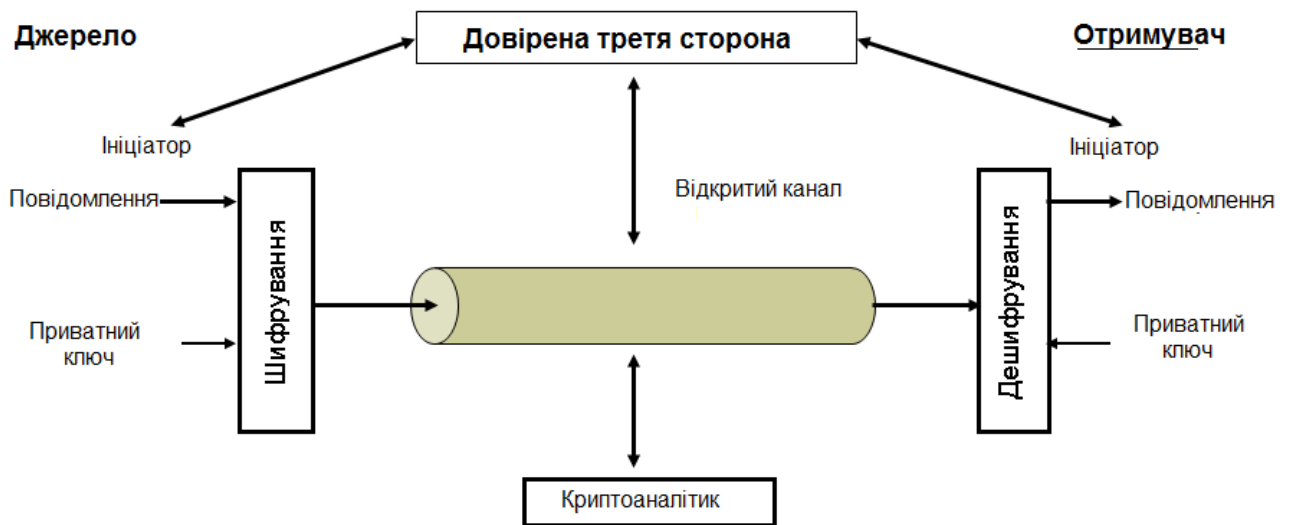 Джерело
Довірена третя сторона
Отримувач
Ініціатор
Ініціатор
Повідомлення
Відкритий канал
Повідомлення
Шифрування
Дешифрування
Приватний
ключ
Приватний
ключ
Криптоаналітик